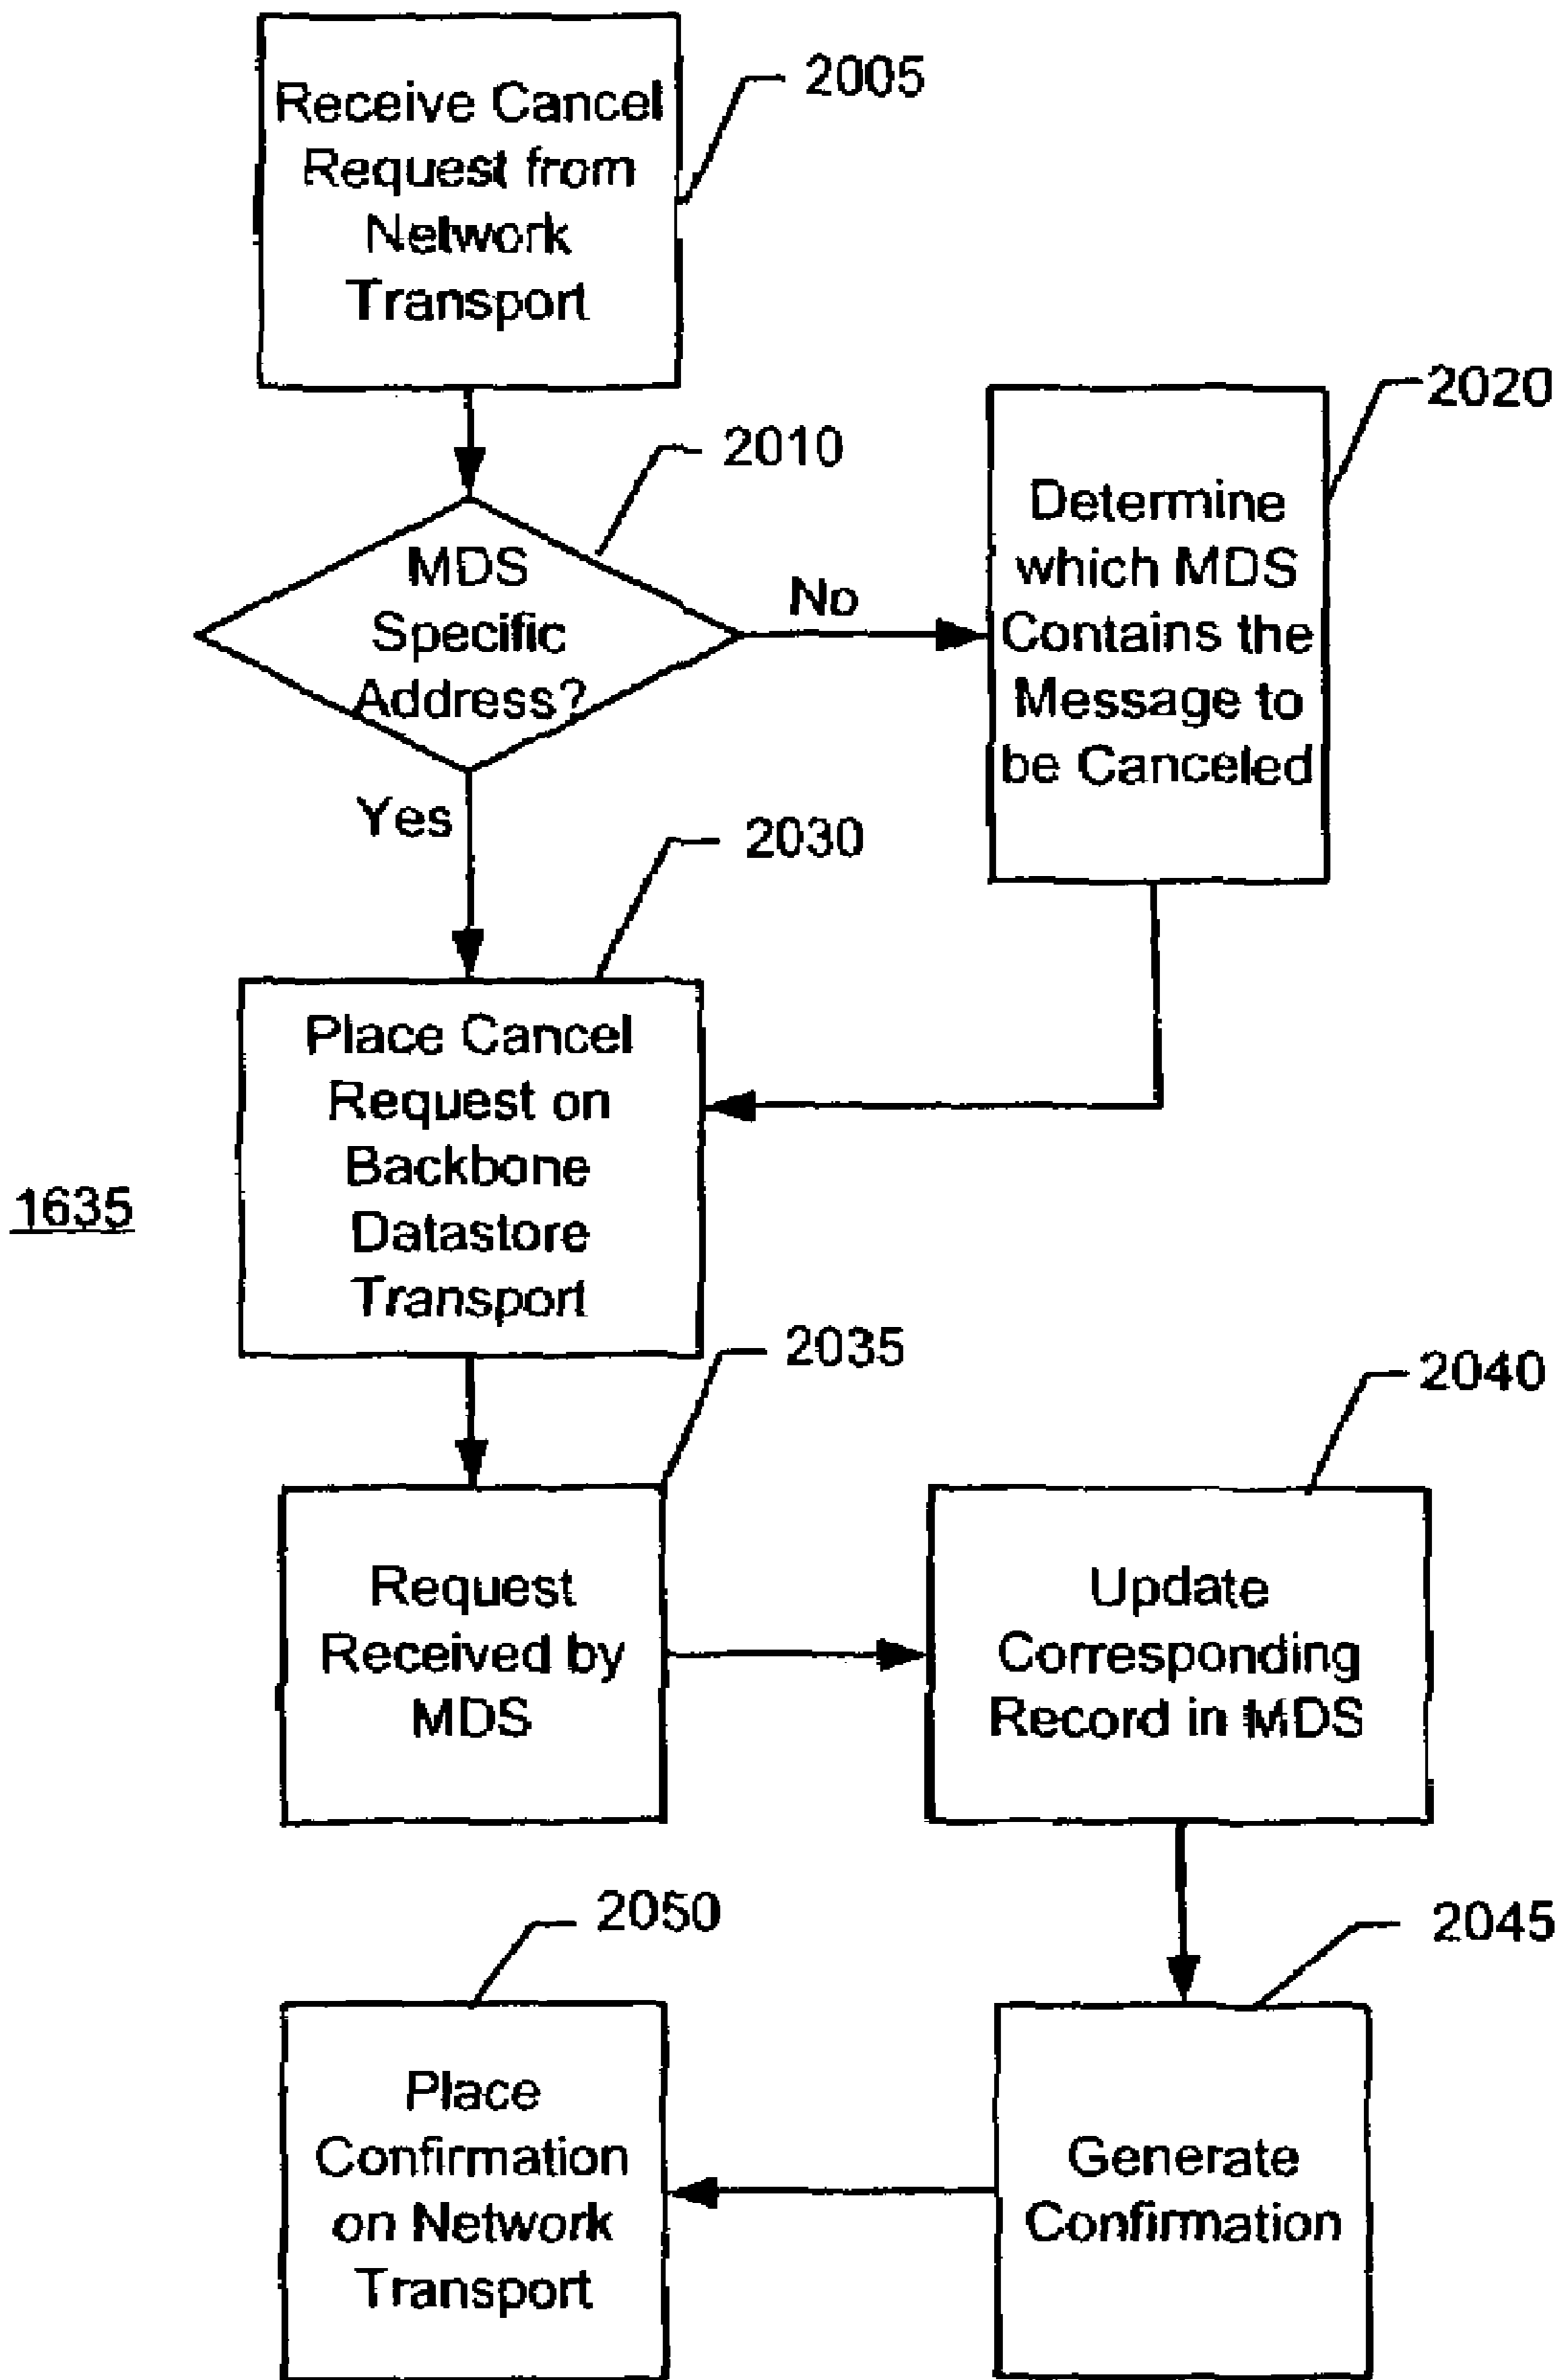 Receive Cancel
Request from
Network
Transport
2005
MDS
Specific
Address?
2010
No
Yes
Determine
which MDS
Contains the
Message to
be Canceled
2020
Place Cancel
Request on
Backbone
Datastore
Transport
2030
1635
Request
Received by
MDS
2035
Update
Corresponding
Record in MDS
2040
Generate
Confirmation
2045
Place
Confirmation
on Network
Transport
2050